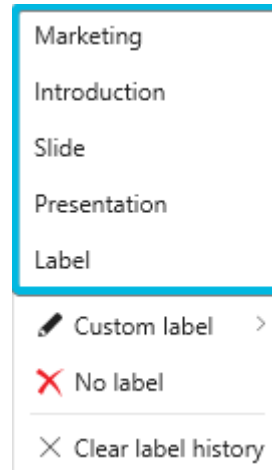 Marketing
Introduction
Slide
Presentation
Label
Custom label
No label
Clear label history